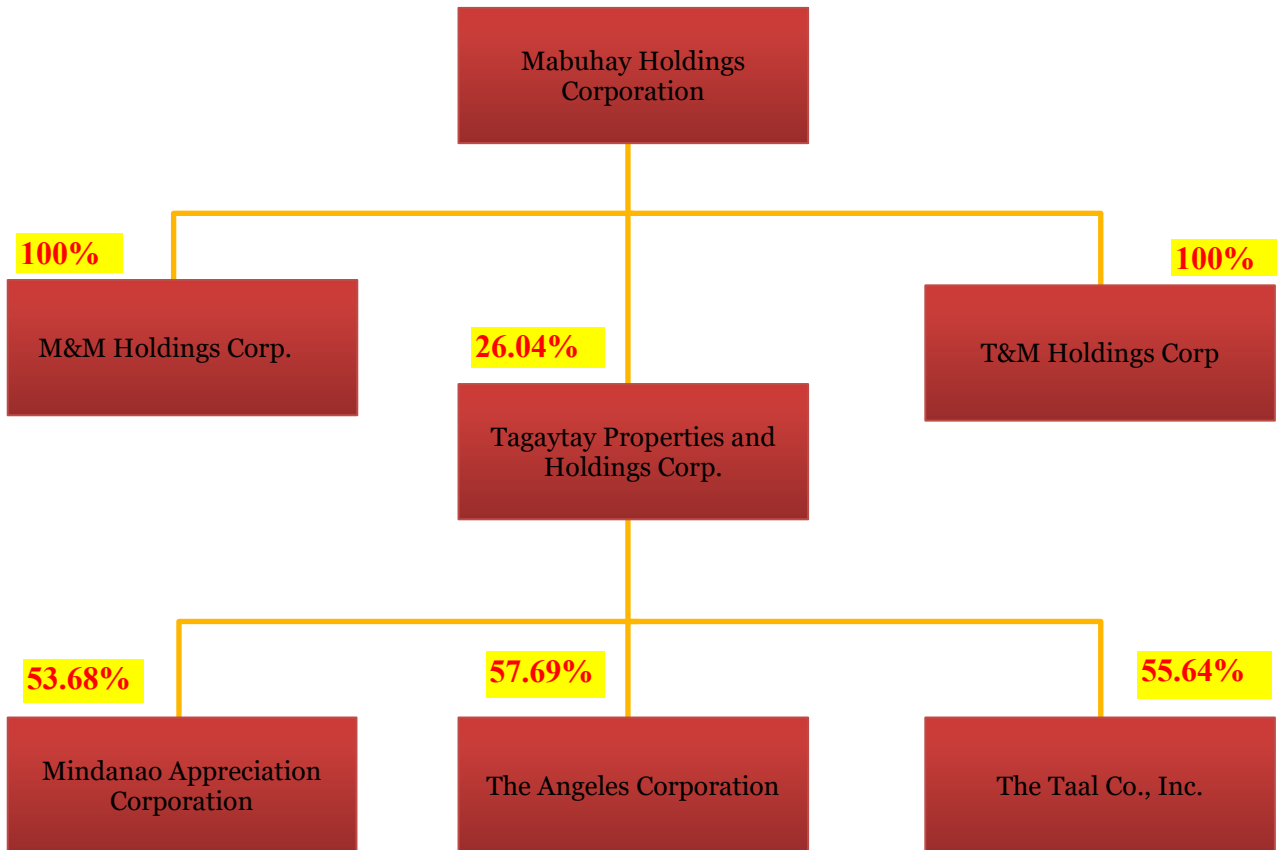 Mabuhay Holdings
Corporation
100%
100%
M&M Holdings Corp.
26.04%
T&M Holdings Corp
Tagaytay Properties and
Holdings Corp.
53.68%
57.69%
55.64%
Mindanao Appreciation
Corporation
The Angeles Corporation
The Taal Co., Inc.